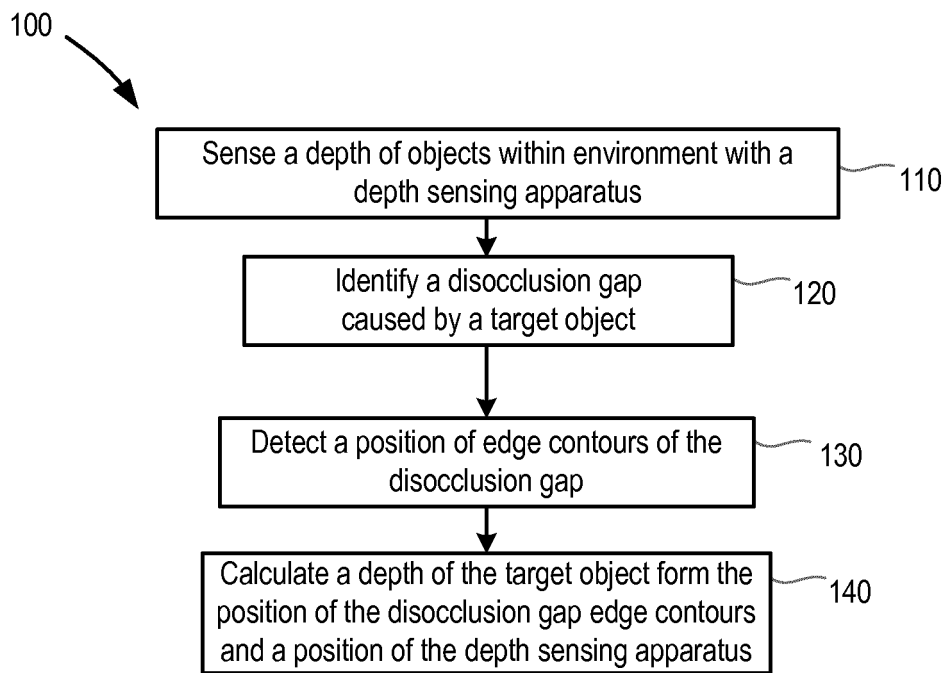 100
Sense a depth of objects within environment with a
depth sensing apparatus
110
Identify a disocclusion gap
caused by a target object
120
Detect a position of edge contours of the
disocclusion gap
130
Calculate a depth of the target object form the
position of the disocclusion gap edge contours
and a position of the depth sensing apparatus
140